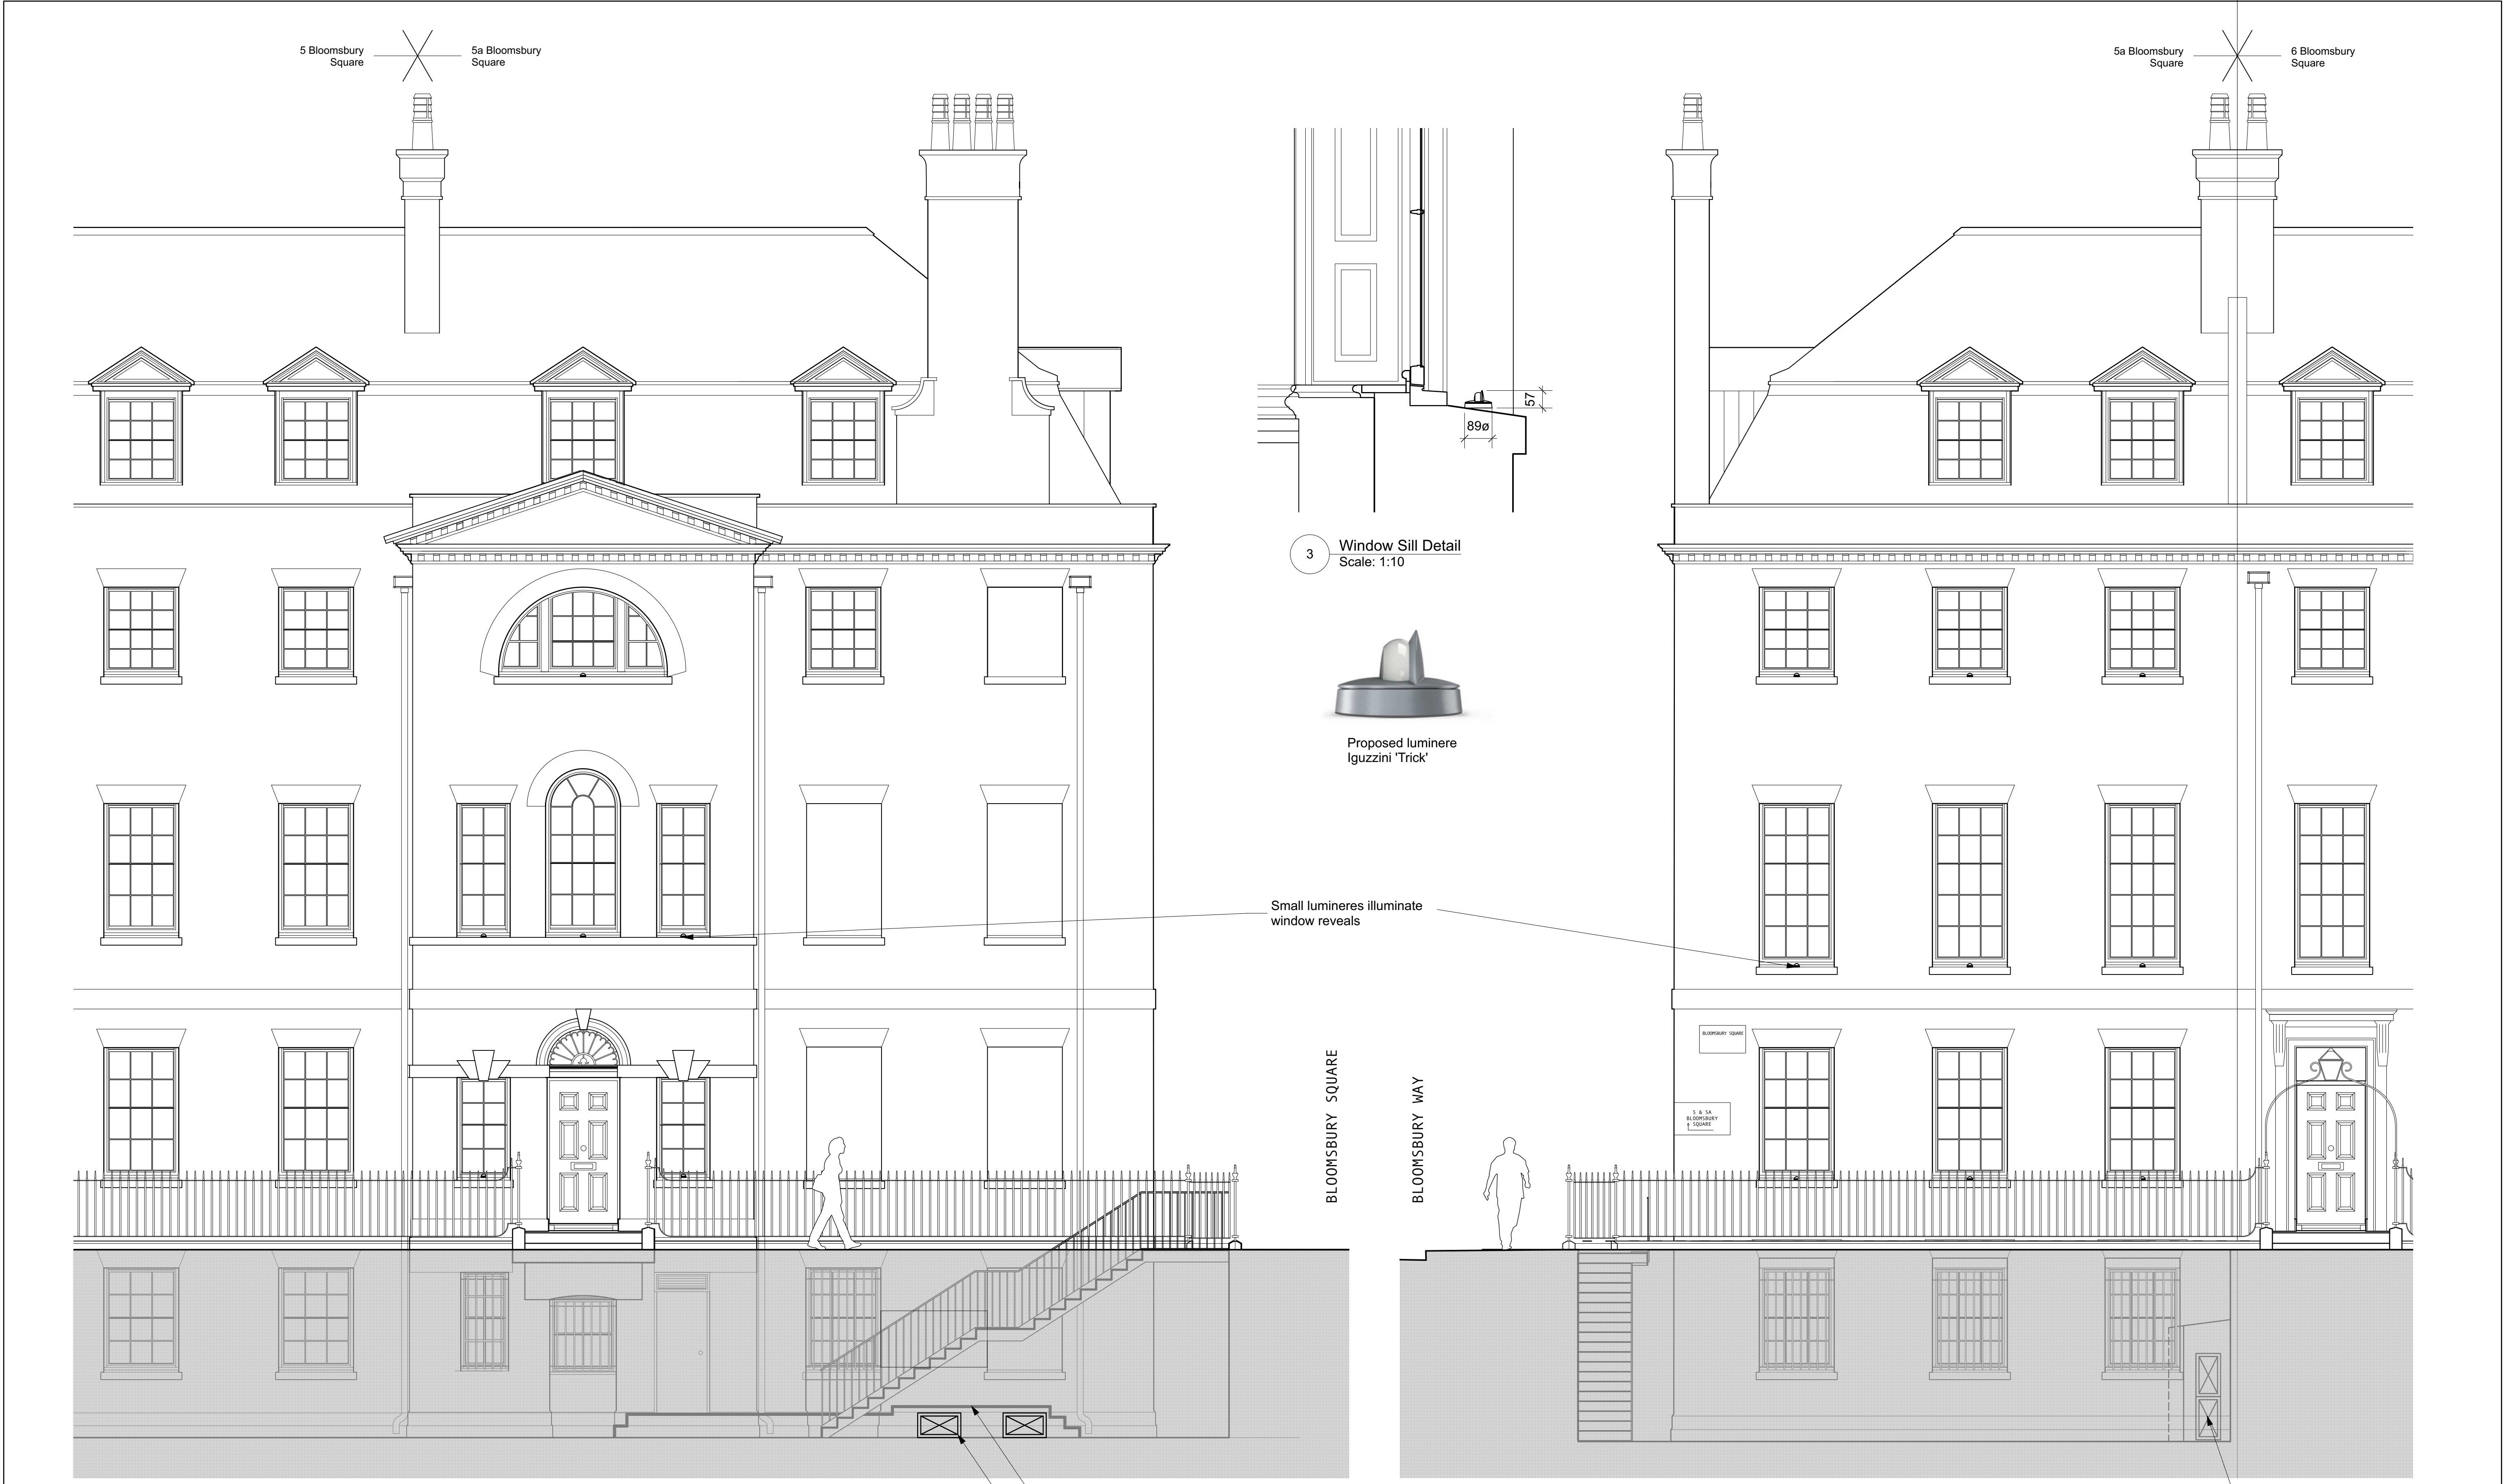 5 Bloomsbury
Square
5a Bloomsbury
Square
5a Bloomsbury
Square
6 Bloomsbury
Square
57
89ø
3
Window Sill Detail
Scale: 1:10
Proposed luminere
Iguzzini 'Trick'
Small lumineres illuminate
window reveals
BLOOMSBURY SQUARE
BLOOMSBURY WAY
BLOOMSBURY SQUARE
5 & 5A
BLOOMSBURY
SQUARE